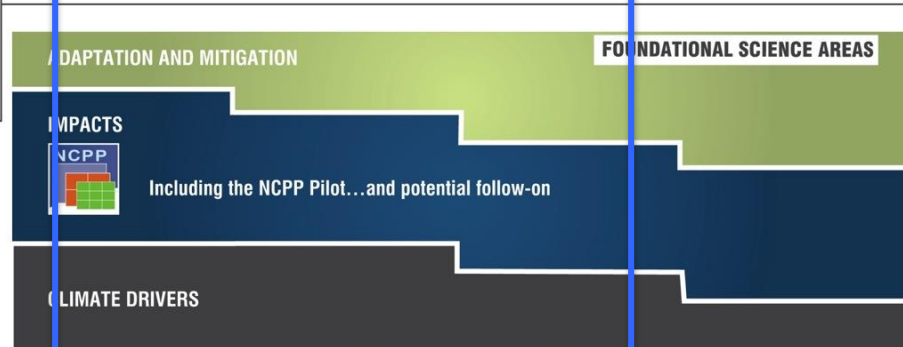 ADAPTATION AND MITIGATION
FOUNDATIONAL SCIENCE AREAS
IMPACTS
NCPP
Including the NCPP Pilot...and potential follow-on
CLIMATE DRIVERS